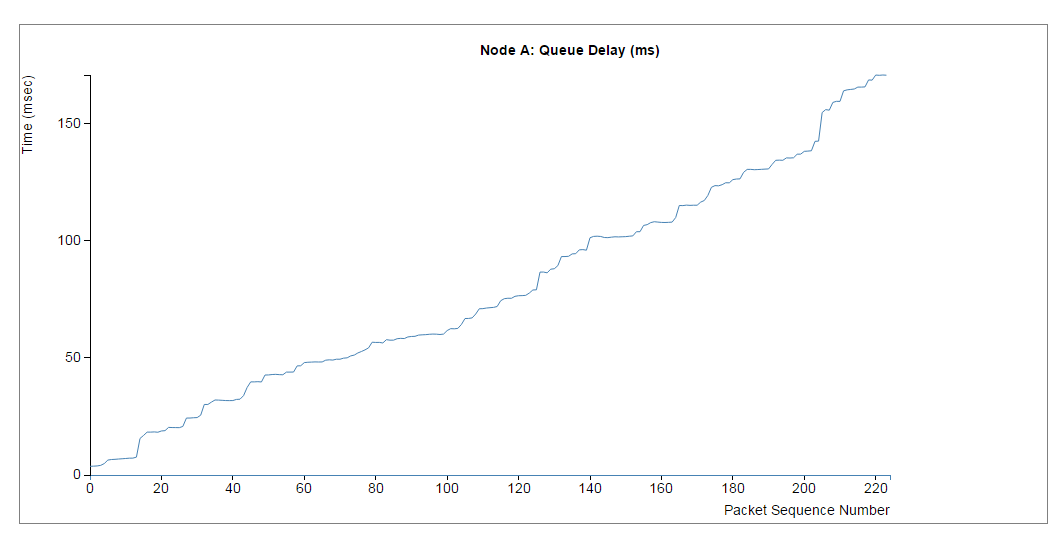 Node A: Queue Delay (ms)
Time (msec)
150
100
50
0
0 20 40 60 80 100 120 140 160 180 200 220
Packet Sequence Number